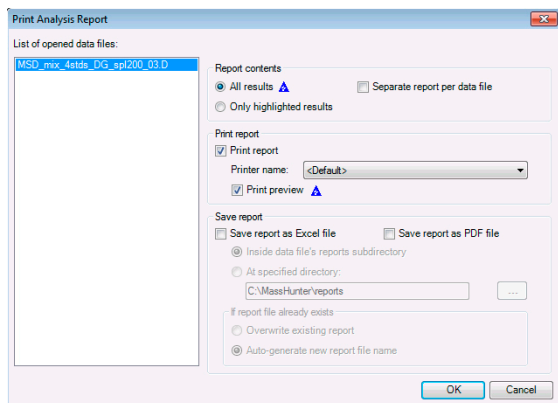 Print Analysis Report
List of opened data files:
MSD_mix_4stds_DG_spl200_03.D
Report contents
All results
Separate report per data file
Only highlighted results
Print report
Print report
Printer name: <Default>
Print preview
Save report
Save report as Excel file
Save report as PDF file
Inside data file's reports subdirectory
At specified directory:
C:\MassHunter\reports
...
If report file already exists
Overwrite existing report
Auto-generate new report file name
OK
Cancel